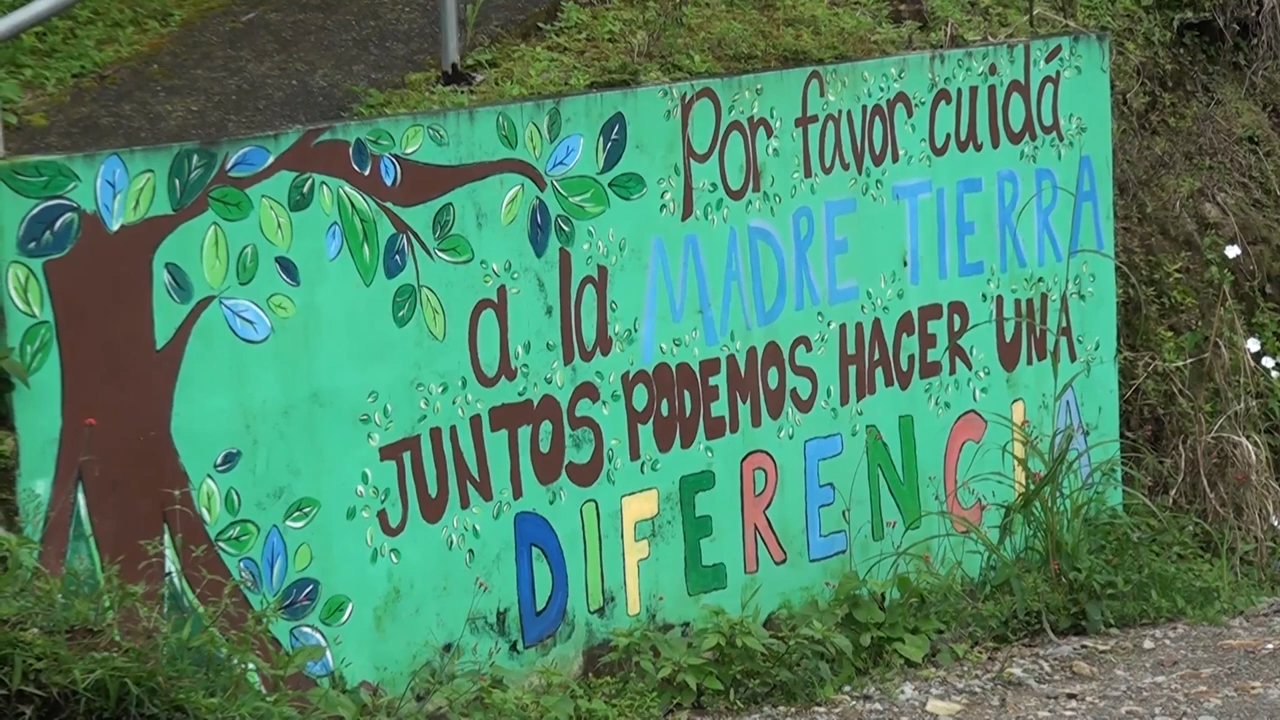 Por favor cuidá
a la MADRE TIERRA
JUNTOS PODEMOS HACER UNA
DIFERENCIA